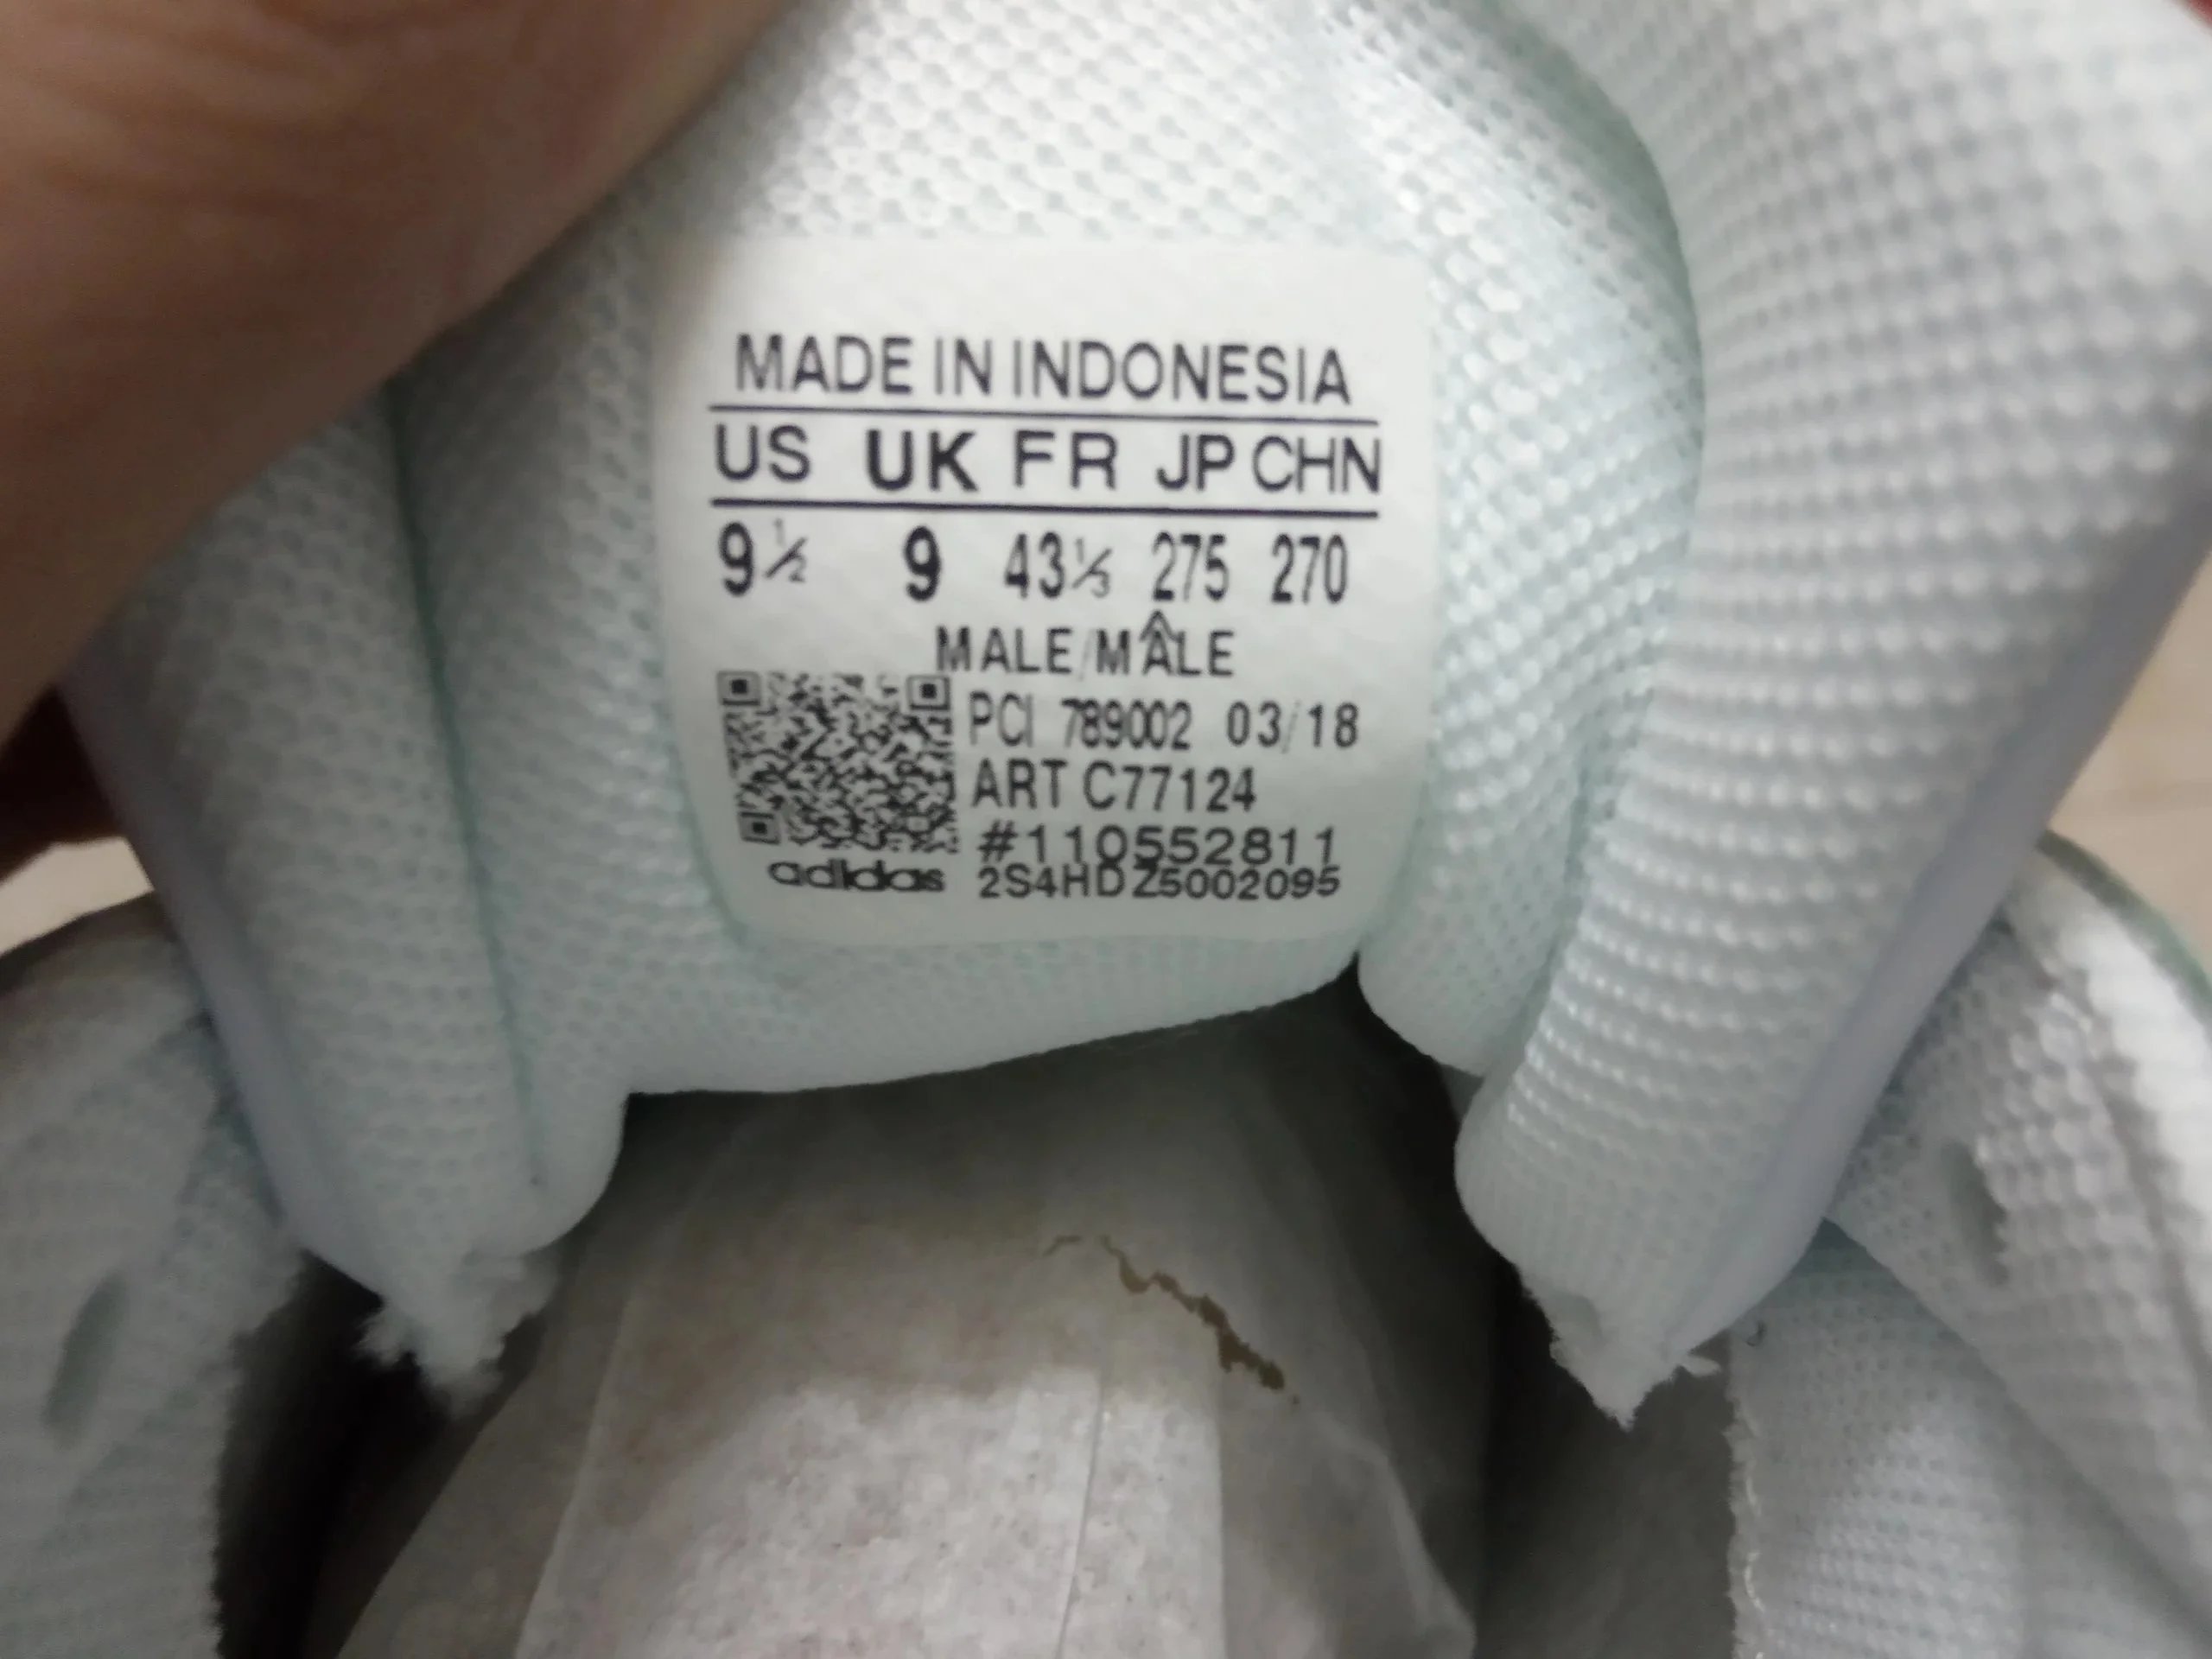 MADE IN INDONESIA
US UK FR JP CHN
9½ 9 43⅓ 275 270
MALE/MÂLE
PCI 789002 03/18
ART C77124
#110552811
adidas 2S4HDZ5002095